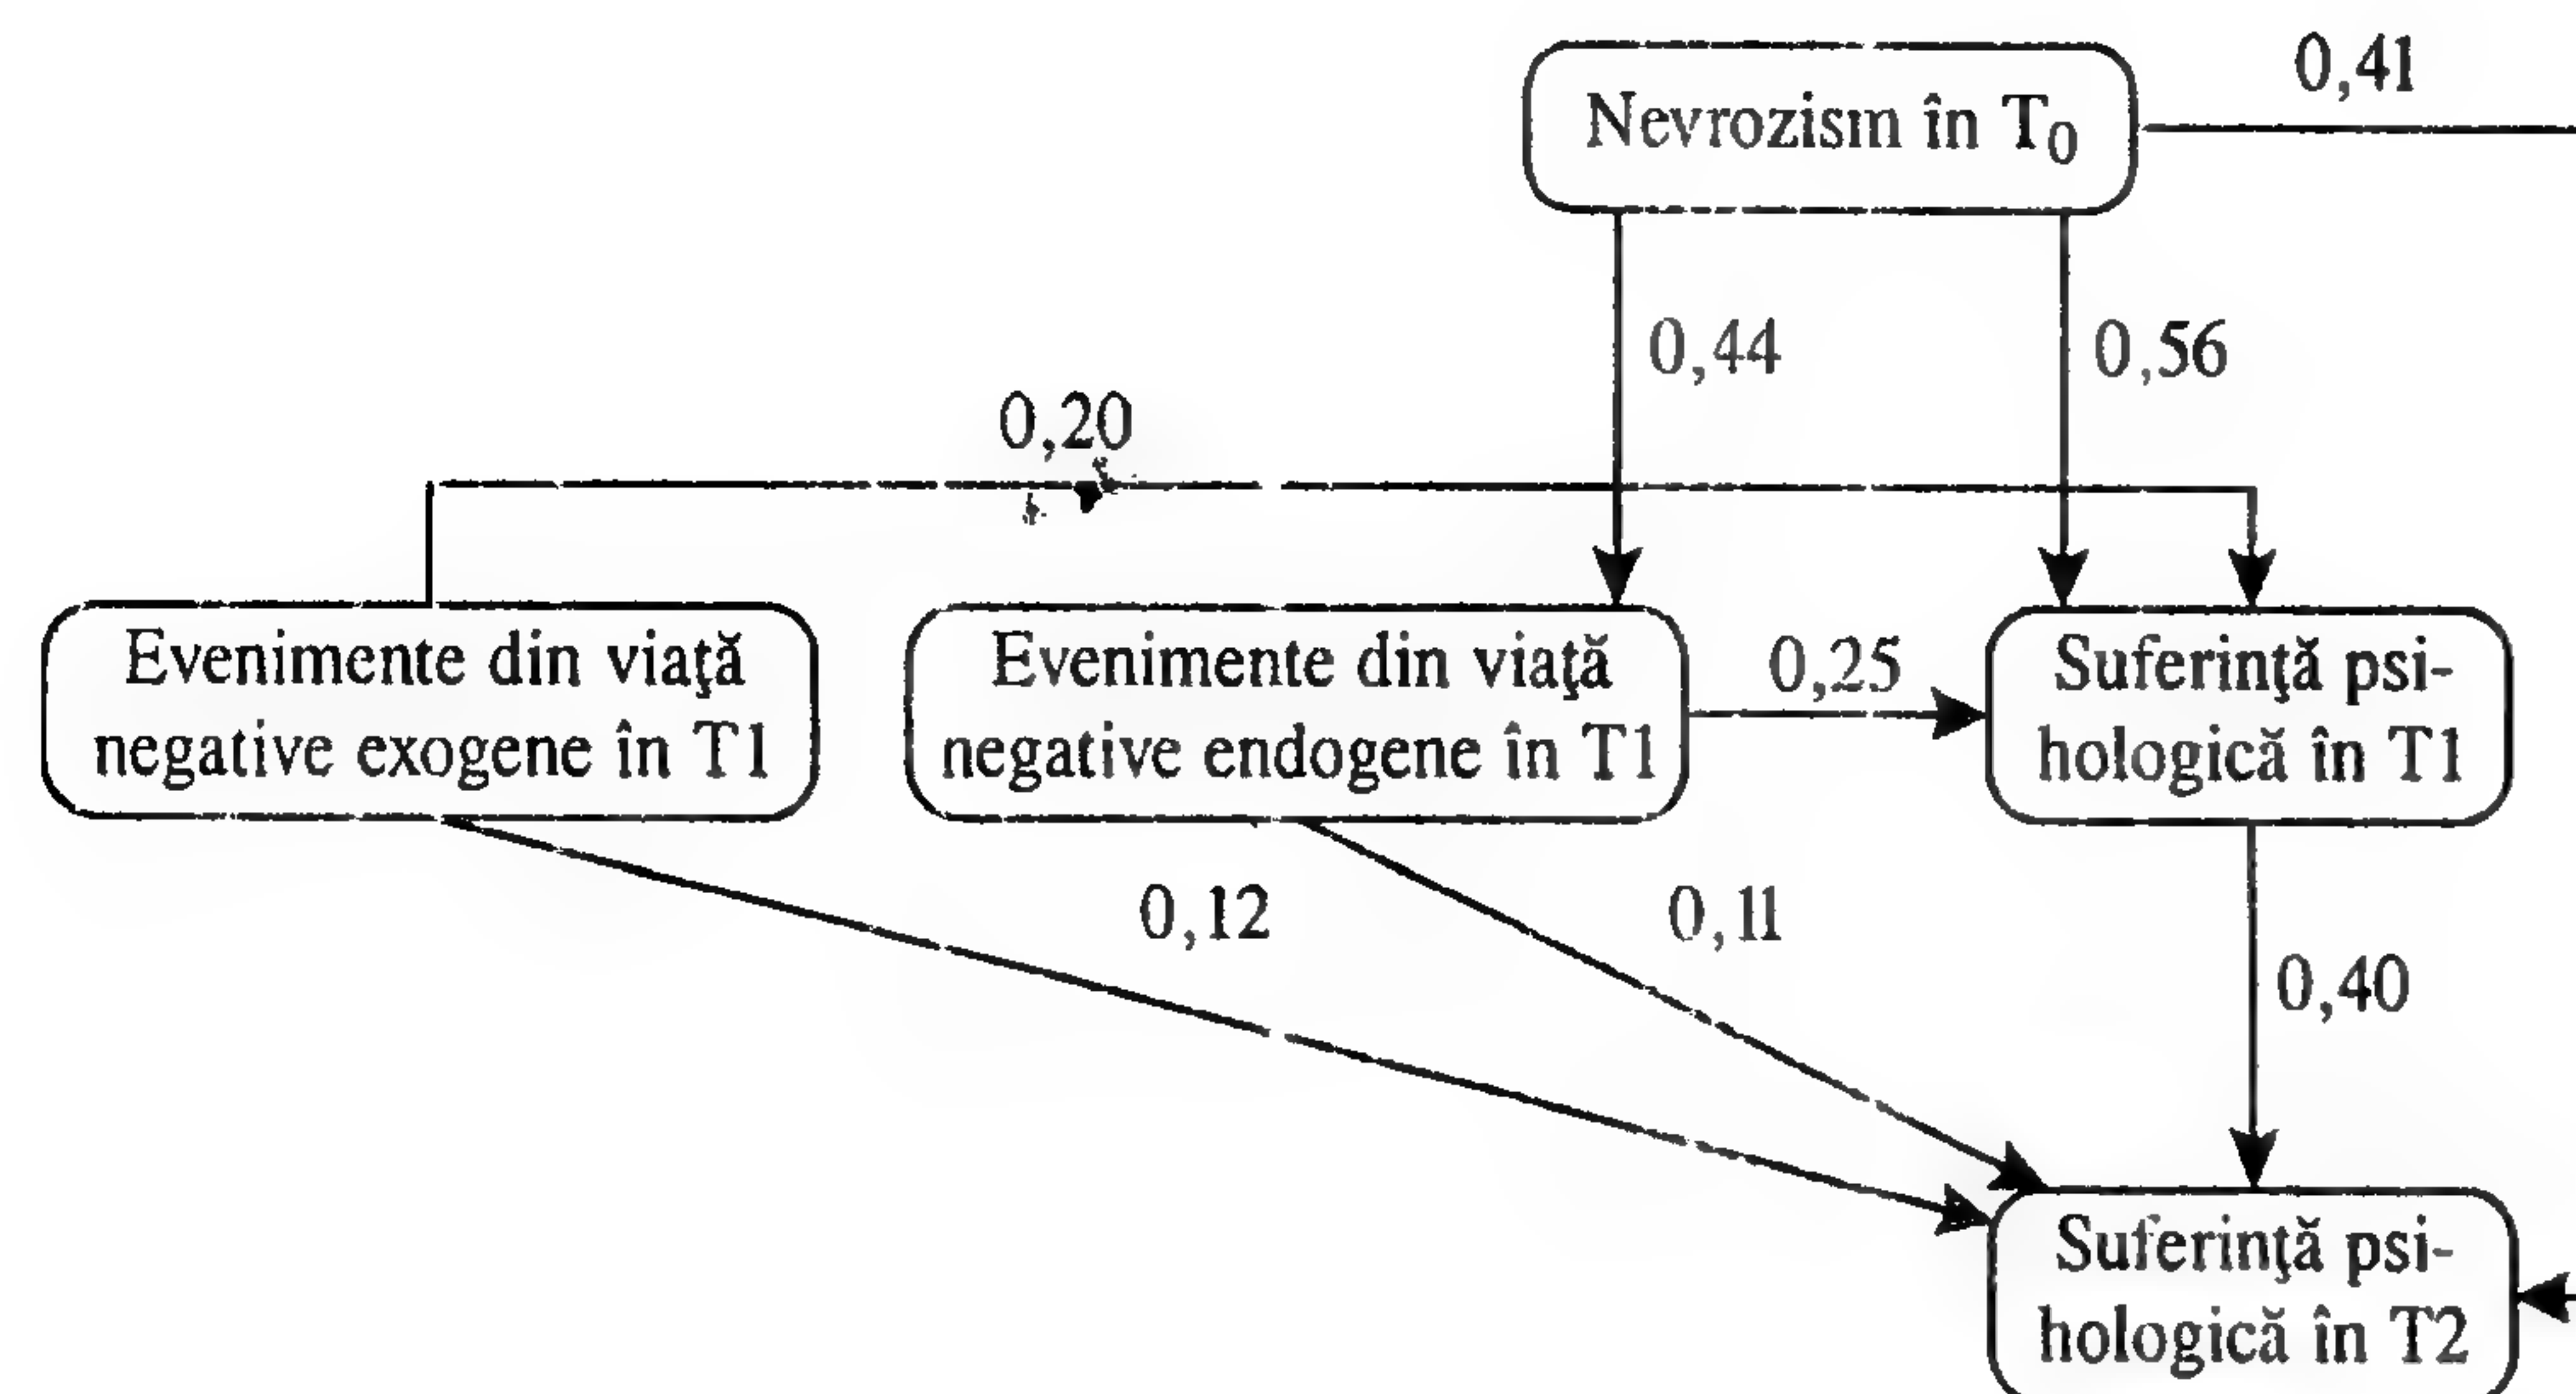 Nevrozism în T0
0,41
0,44
0,56
0,20
Evenimente din viaţă
negative exogene în T1
Evenimente din viaţă
negative endogene în T1
0,25
Suferinţă psi-
hologică în T1
0,12
0,11
0,40
Suferinţă psi-
hologică în T2